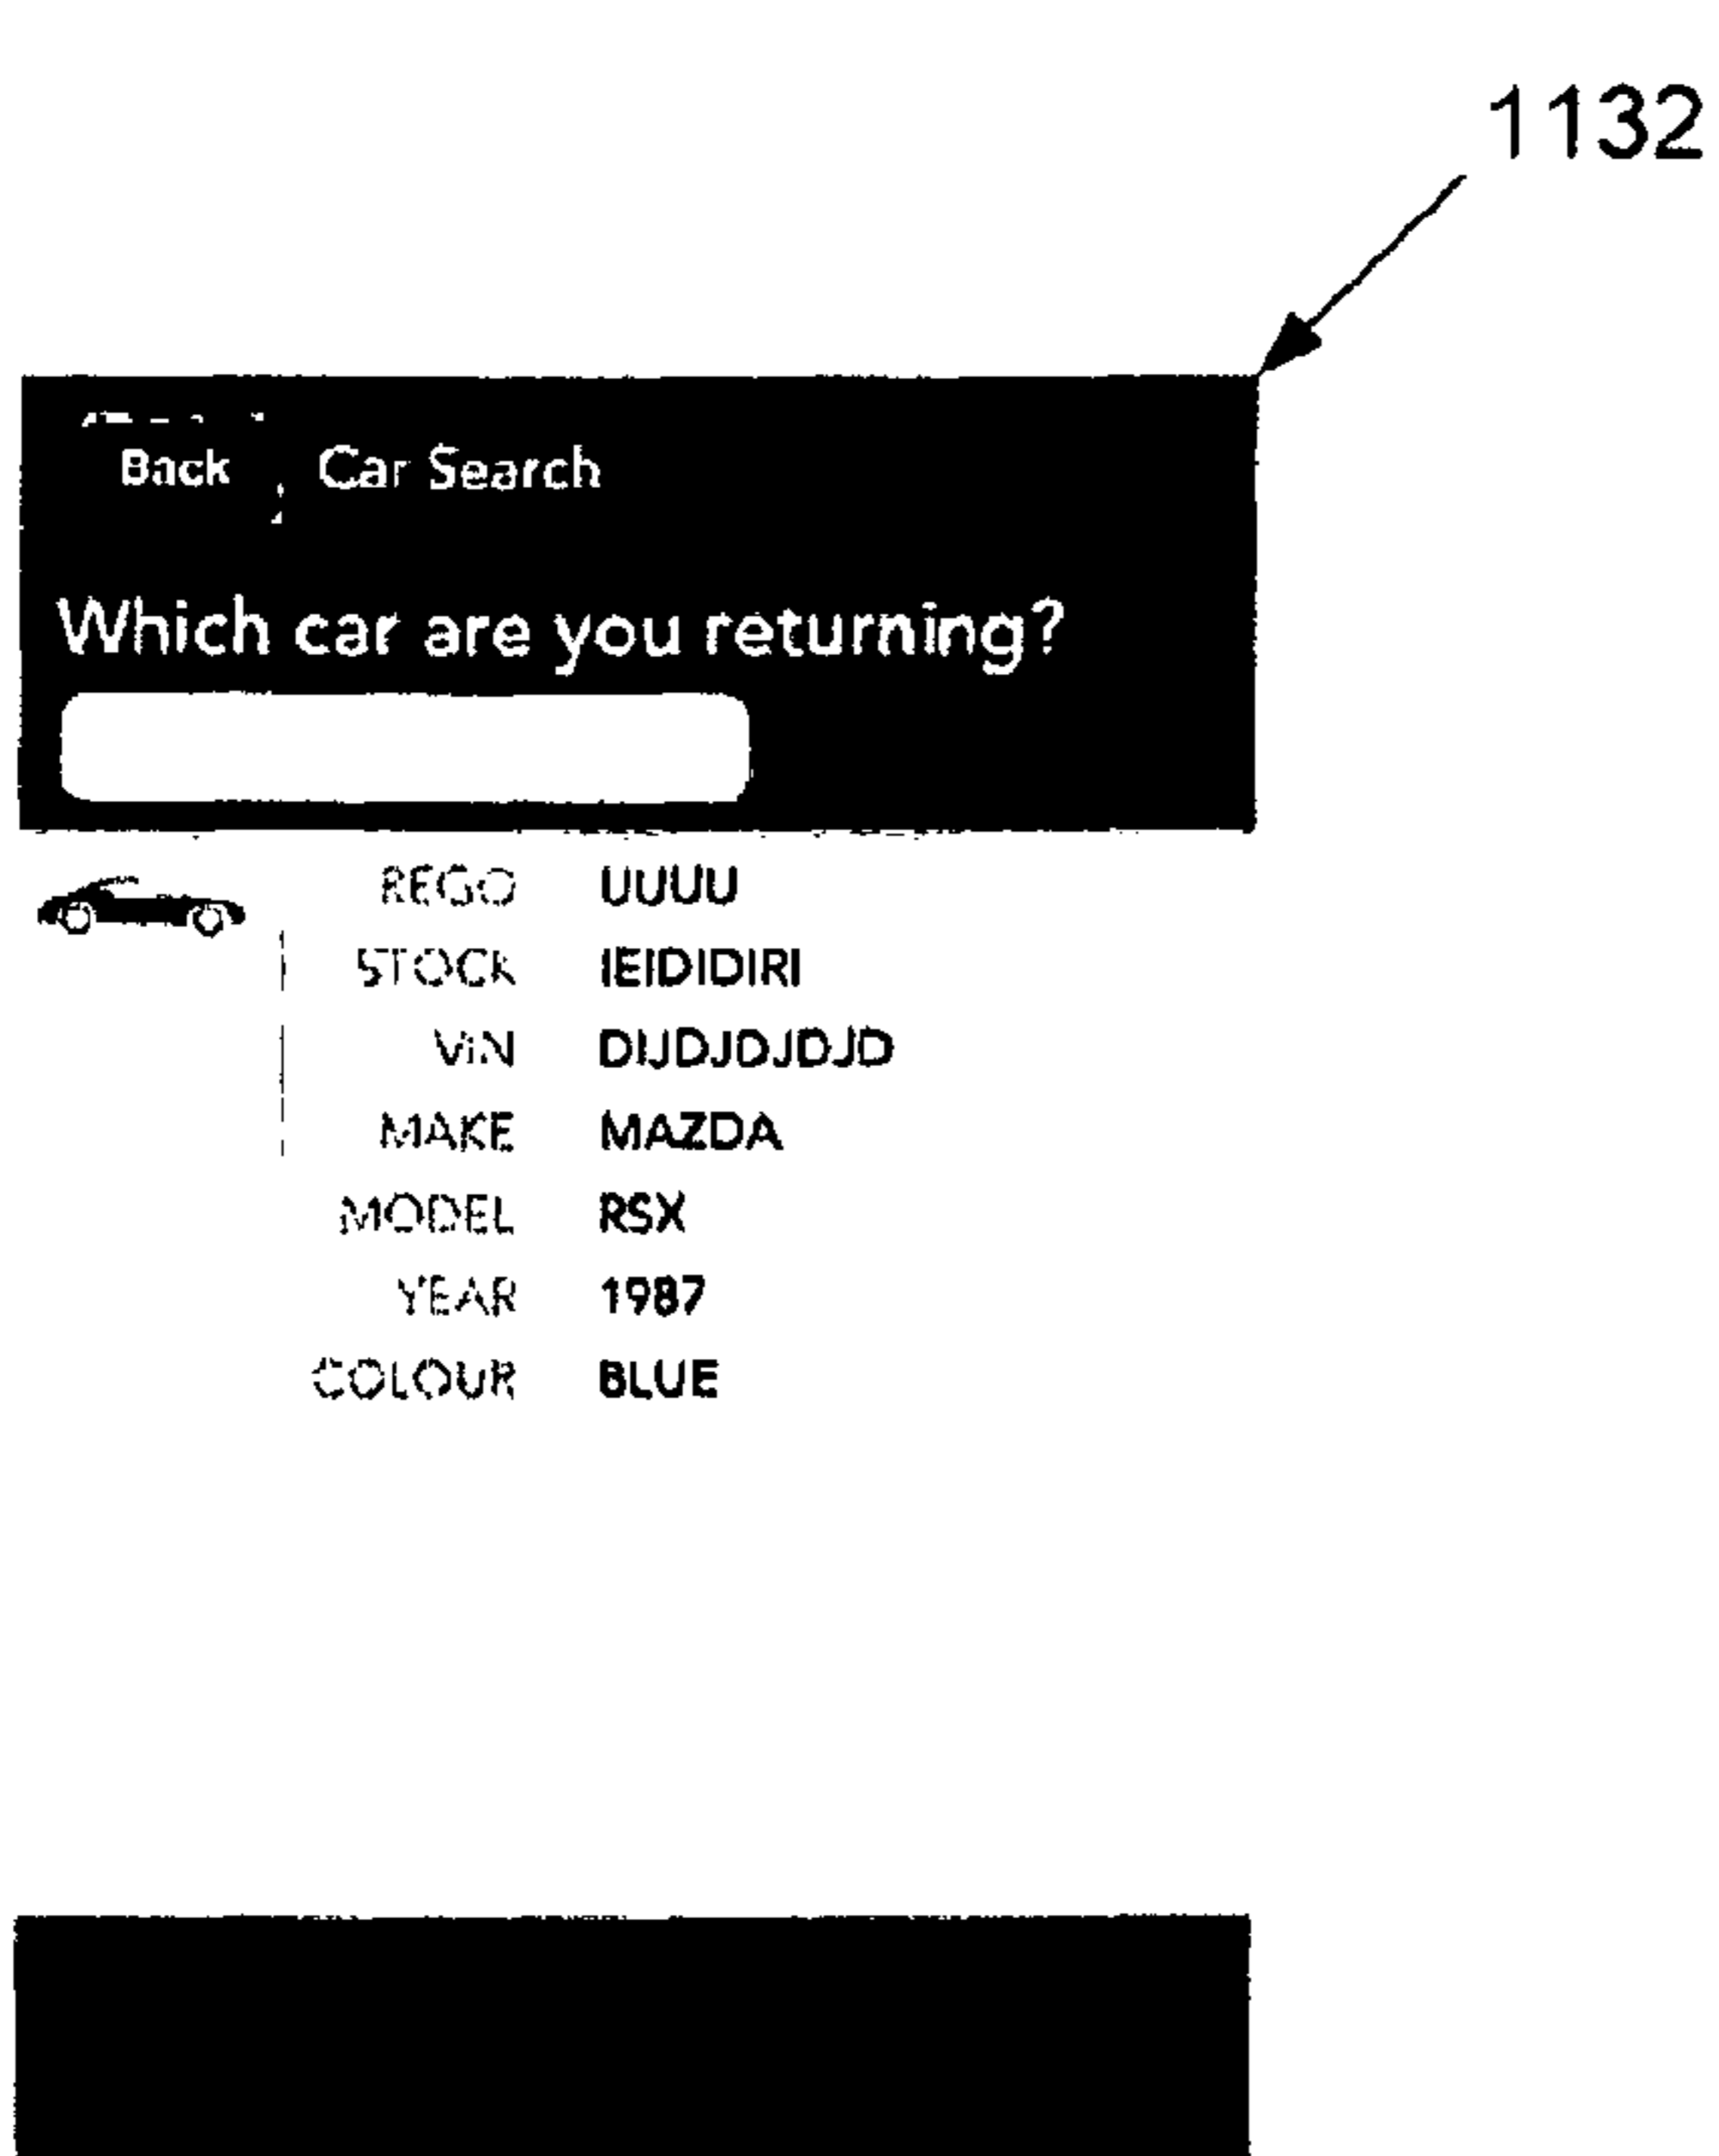 1132
Back Car Search
Which car are you returning?
REGO UUUU
STOCK IEIDIDIRI
VIN DIJDJDJDJD
MAKE MAZDA
MODEL RSX
YEAR 1987
COLOUR BLUE